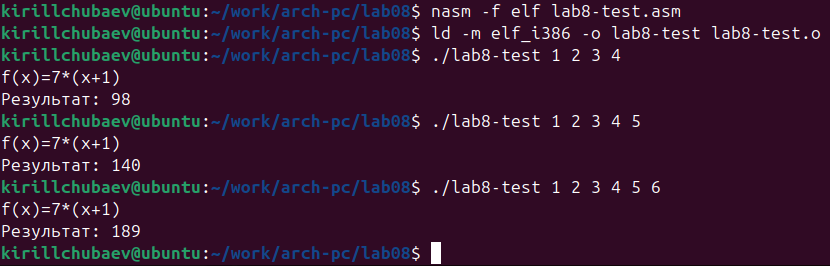 kirillchubaev@ubuntu:~/work/arch-pc/lab08$ nasm -f elf lab8-test.asm
kirillchubaev@ubuntu:~/work/arch-pc/lab08$ ld -m elf_i386 -o lab8-test lab8-test.o
kirillchubaev@ubuntu:~/work/arch-pc/lab08$ ./lab8-test 1 2 3 4
f(x)=7*(x+1)
Результат: 98
kirillchubaev@ubuntu:~/work/arch-pc/lab08$ ./lab8-test 1 2 3 4 5
f(x)=7*(x+1)
Результат: 140
kirillchubaev@ubuntu:~/work/arch-pc/lab08$ ./lab8-test 1 2 3 4 5 6
f(x)=7*(x+1)
Результат: 189
kirillchubaev@ubuntu:~/work/arch-pc/lab08$